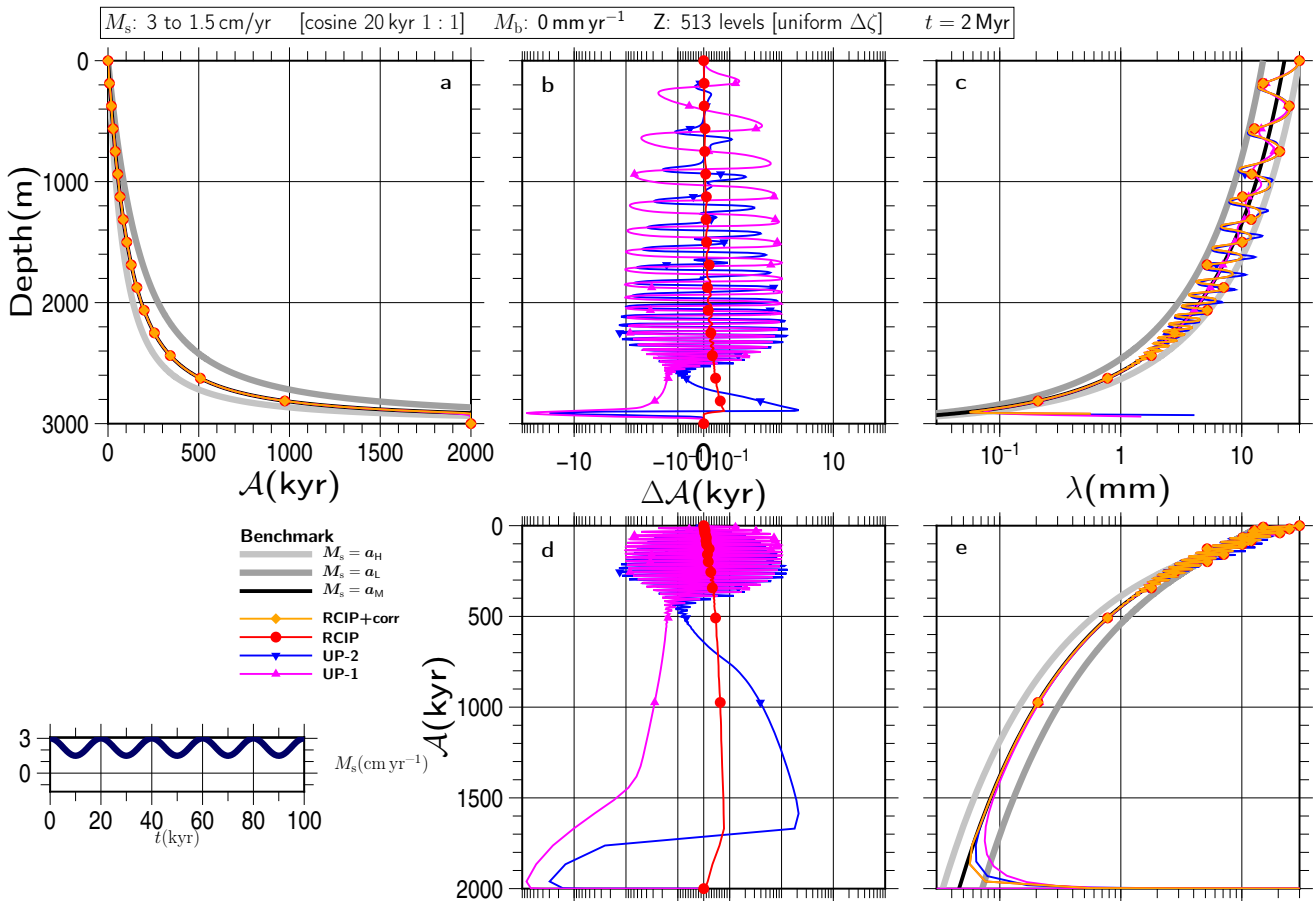 Mₛ: 3 to 1.5 cm/yr [cosine 20 kyr 1 : 1] M_b: 0 mm yr⁻¹ Z: 513 levels [uniform Δζ] t = 2 Myr
a
0
1000
2000
3000
Depth(m)
0 500 1000 1500 2000
𝒜(kyr)
b
−10 −10⁻¹ 0 10⁻¹ 10
Δ𝒜(kyr)
c
10⁻¹ 1 10
λ(mm)
Benchmark
Mₛ = a_H
Mₛ = a_L
Mₛ = a_M
RCIP+corr
RCIP
UP-2
UP-1
3
0
Mₛ(cm yr⁻¹)
0 20 40 60 80 100
t(kyr)
d
0
500
1000
1500
2000
𝒜(kyr)
e